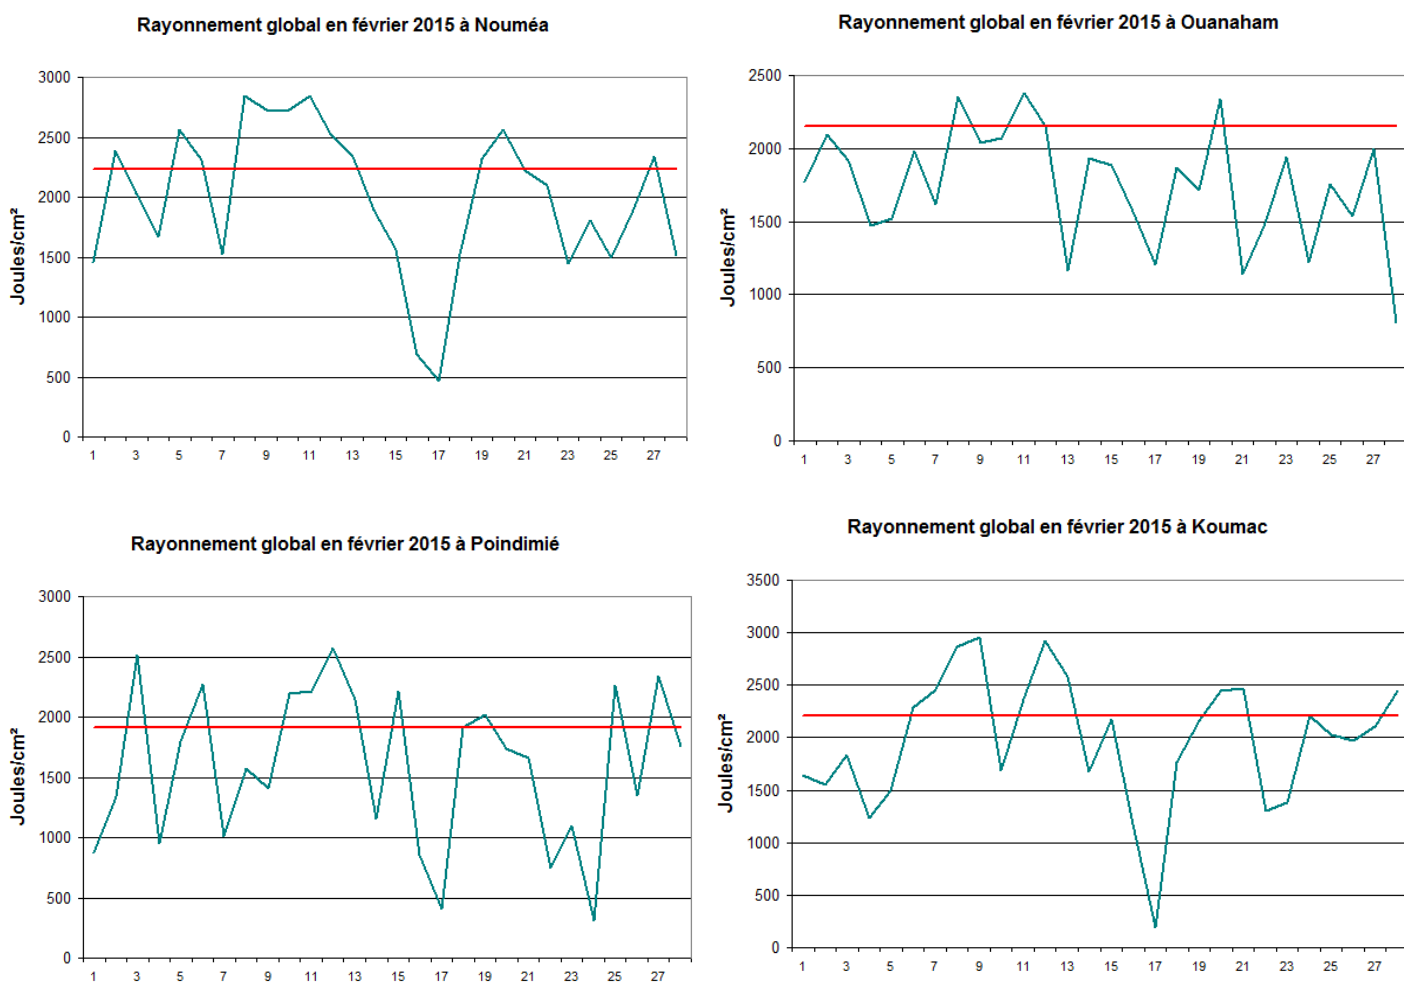 Rayonnement global en février 2015 à Nouméa
Joules/cm²
3000
2500
2000
1500
1000
500
0
1 3 5 7 9 11 13 15 17 19 21 23 25 27
Rayonnement global en février 2015 à Ouanaham
Joules/cm²
2500
2000
1500
1000
500
0
1 3 5 7 9 11 13 15 17 19 21 23 25 27
Rayonnement global en février 2015 à Poindimié
Joules/cm²
3000
2500
2000
1500
1000
500
0
1 3 5 7 9 11 13 15 17 19 21 23 25 27
Rayonnement global en février 2015 à Koumac
Joules/cm²
3500
3000
2500
2000
1500
1000
500
0
1 3 5 7 9 11 13 15 17 19 21 23 25 27